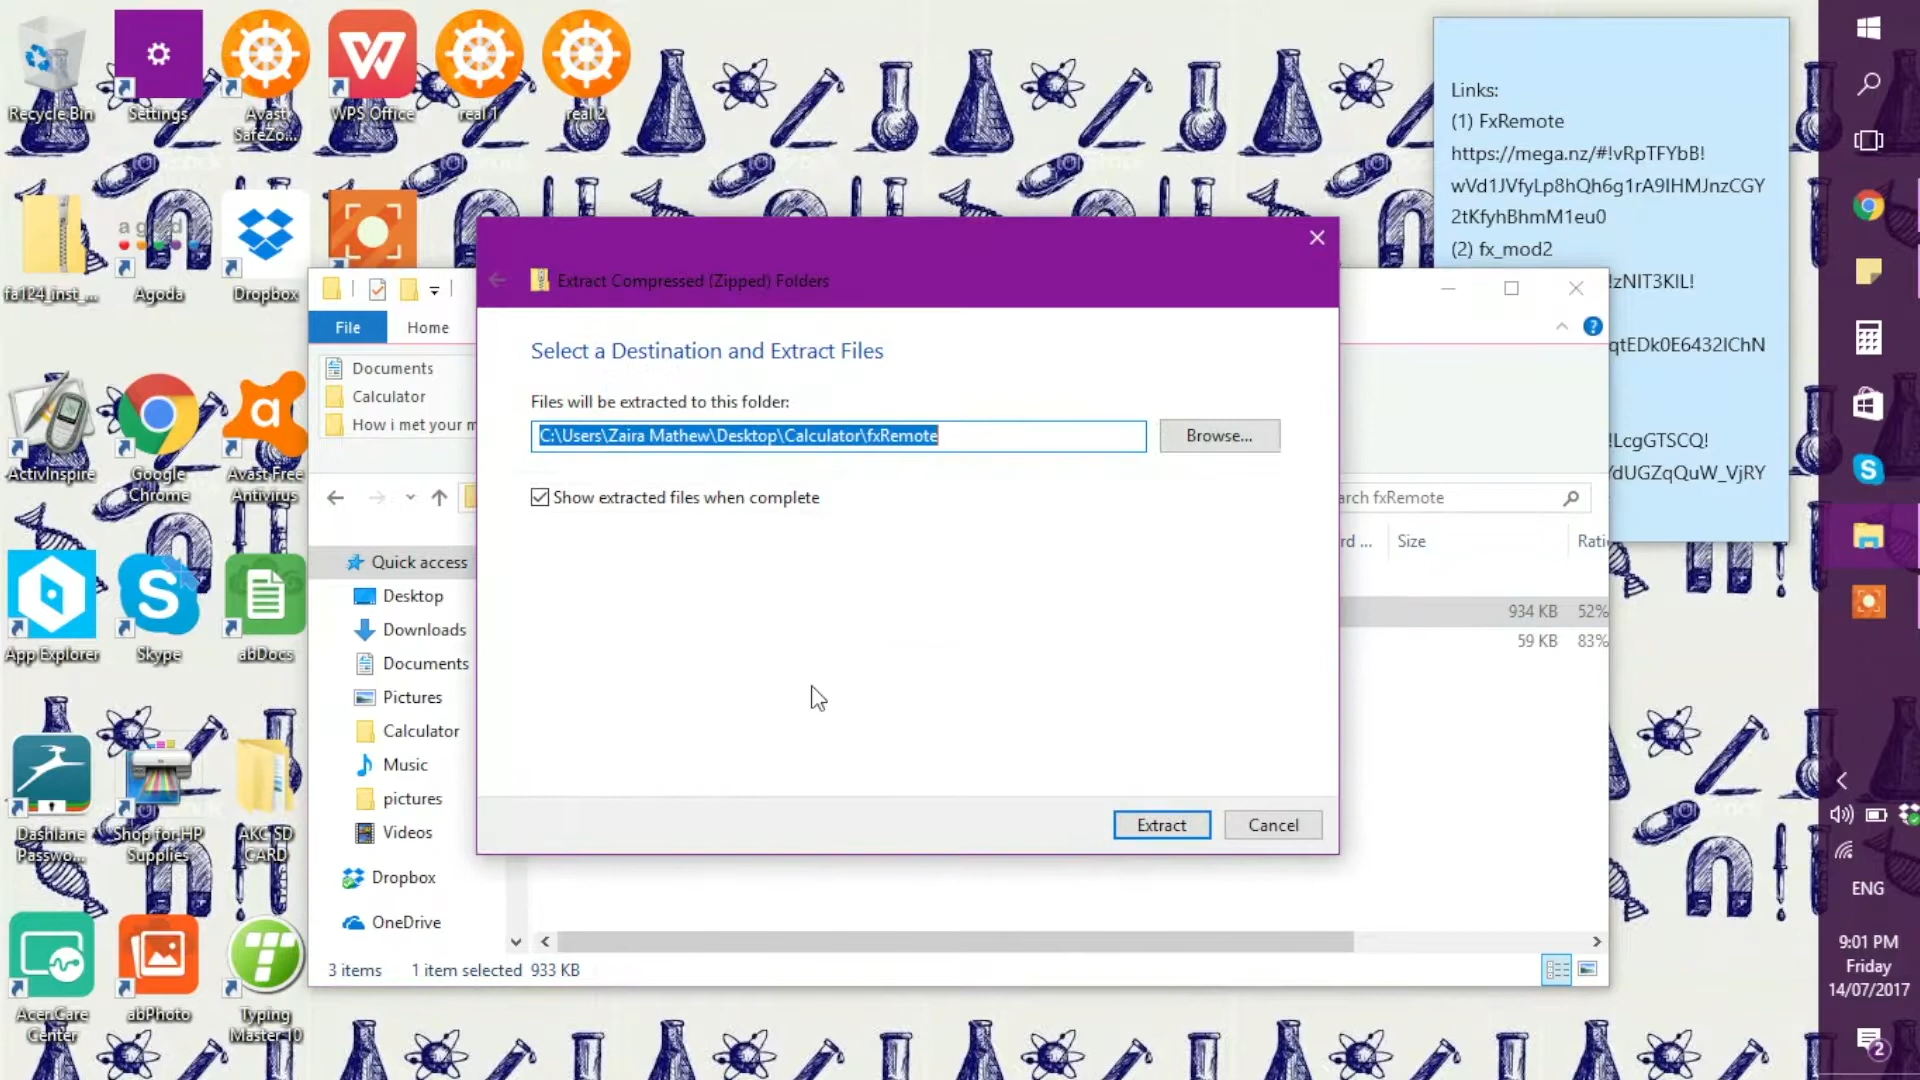 Recycle Bin
Settings
Avast
SafeZo...
WPS Office
real 1
real 2
fa124_inst_...
Agoda
Dropbox
ActivInspire
Google
Chrome
Avast Free
Antivirus
App Explorer
Skype
abDocs
Dashlane
Passwo...
Shop for HP
Supplies
AKC SD
CARD
Acer Care
Center
abPhoto
Typing
Master 10
File
Home
Documents
Calculator
How i met your m
Quick access
Desktop
Downloads
Documents
Pictures
Calculator
Music
pictures
Videos
Dropbox
OneDrive
3 items
1 item selected 933 KB
Extract Compressed (Zipped) Folders
Select a Destination and Extract Files
Files will be extracted to this folder:
C:\Users\Zaira Mathew\Desktop\Calculator\fxRemote
Browse...
Show extracted files when complete
Extract
Cancel
arch fxRemote
rd ...
Size
Rati
934 KB 52%
59 KB 83%
Links:
(1) FxRemote
https://mega.nz/#!vRpTFYbB!
wVd1JVfyLp8hQh6g1rA9IHMJnzCGY
2tKfyhBhmM1eu0
(2) fx_mod2
!zNIT3KIL!
qtEDk0E6432IChN
!LcgGTSCQ!
/dUGZqQuW_VjRY
ENG
9:01 PM
Friday
14/07/2017
2